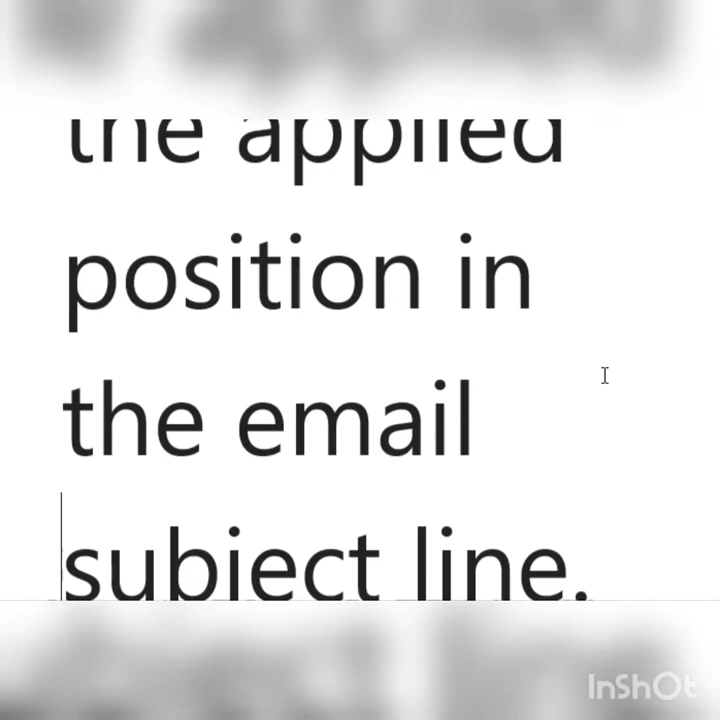 the applied
position in
the email
subject line.
InShOt